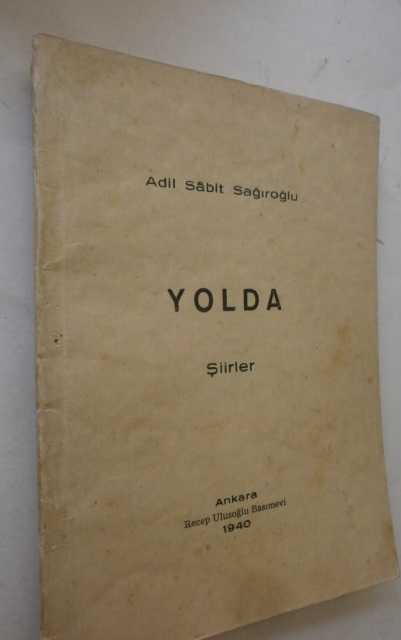 Adil Sâbit Sağıroğlu
YOLDA
Şiirler
Ankara
Recep Ulusoğlu Basımevi
1940